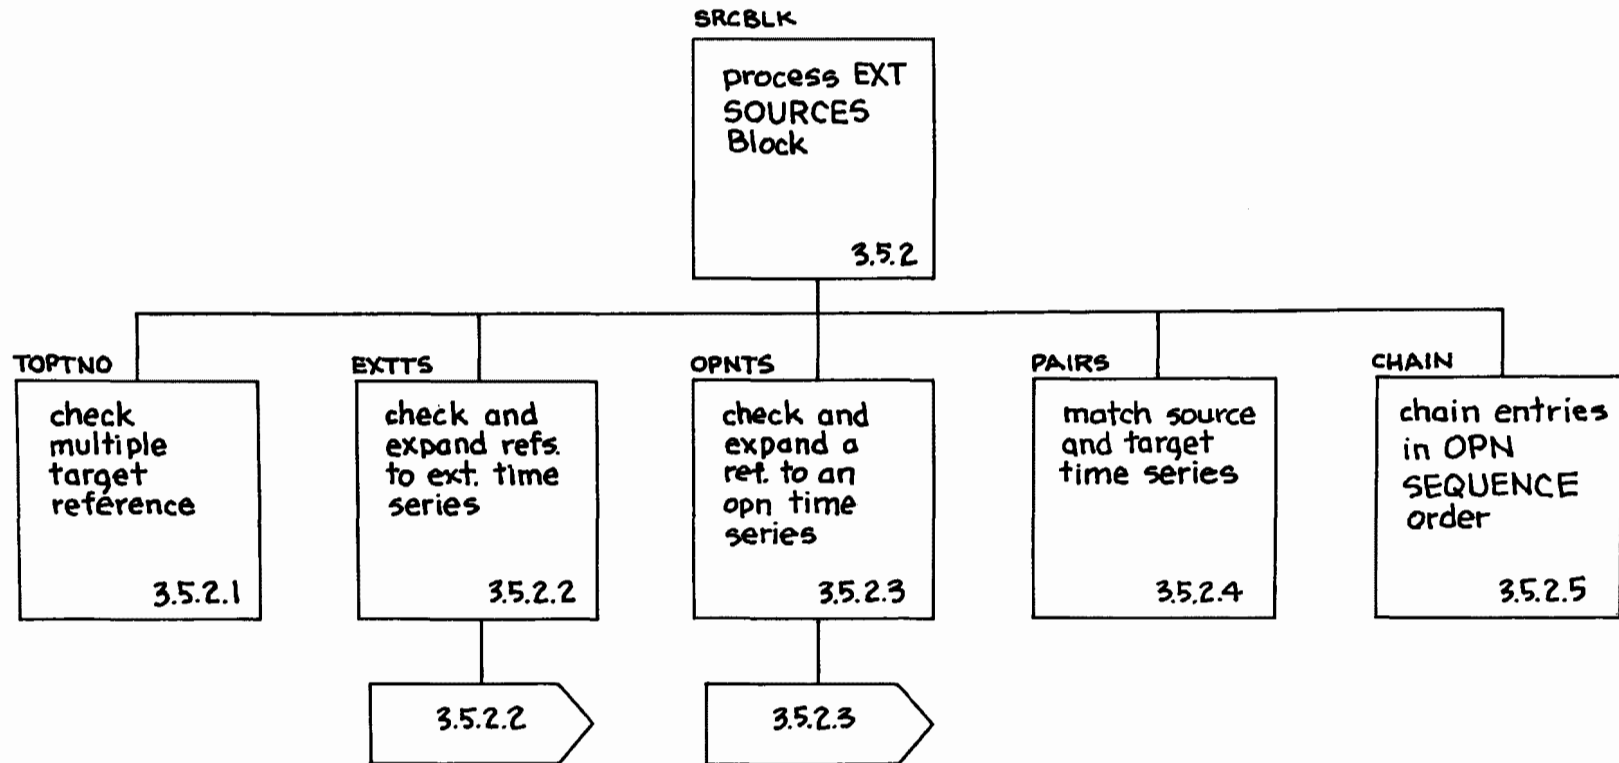 SRCBLK
process EXT
SOURCES
Block
3.5.2
TOPTNO
check
multiple
target
reference
3.5.2.1
EXTTS
check and
expand refs.
to ext. time
series
3.5.2.2
OPNTS
check and
expand a
ref. to an
opn time
series
3.5.2.3
PAIRS
match source
and target
time series
3.5.2.4
CHAIN
chain entries
in OPN
SEQUENCE
order
3.5.2.5
3.5.2.2
3.5.2.3